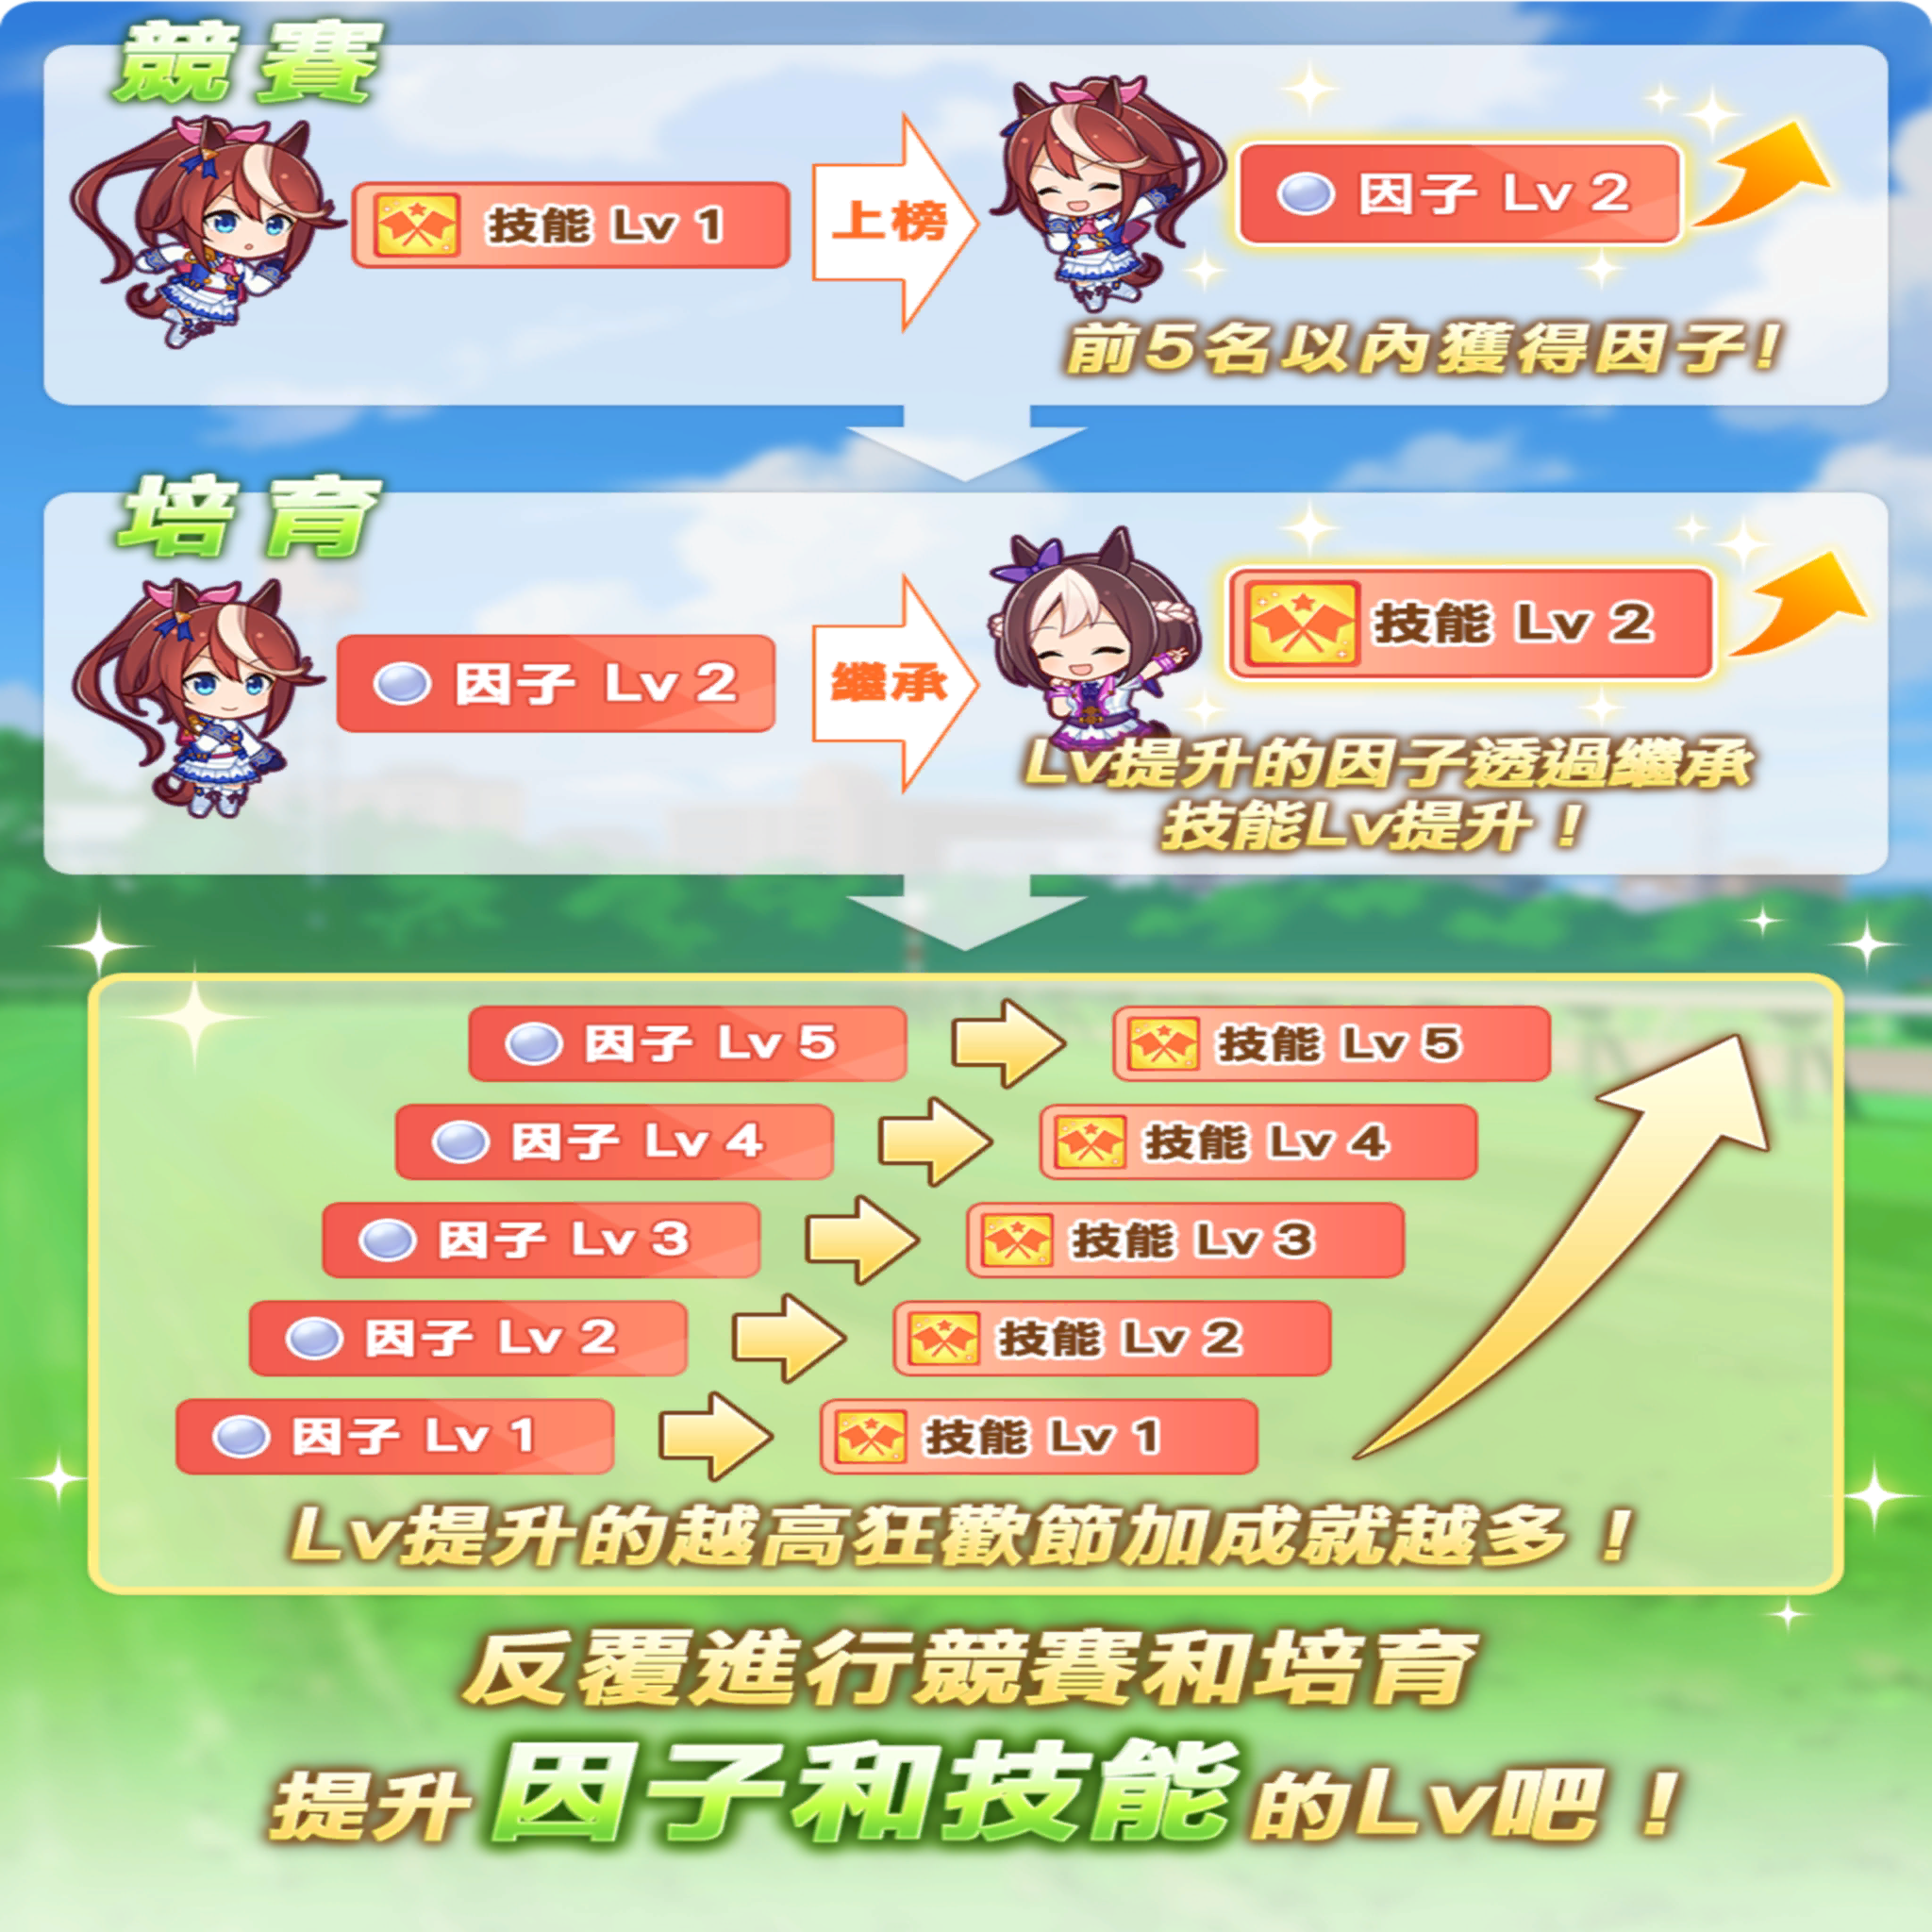 競賽
技能 Lv 1
上榜
因子 Lv 2
前5名以內獲得因子!
培育
因子 Lv 2
繼承
技能 Lv 2
Lv提升的因子透過繼承
技能Lv提升!
因子 Lv 5 技能 Lv 5
因子 Lv 4 技能 Lv 4
因子 Lv 3 技能 Lv 3
因子 Lv 2 技能 Lv 2
因子 Lv 1 技能 Lv 1
Lv提升的越高狂歡節加成就越多!
反覆進行競賽和培育
提升因子和技能的Lv吧!